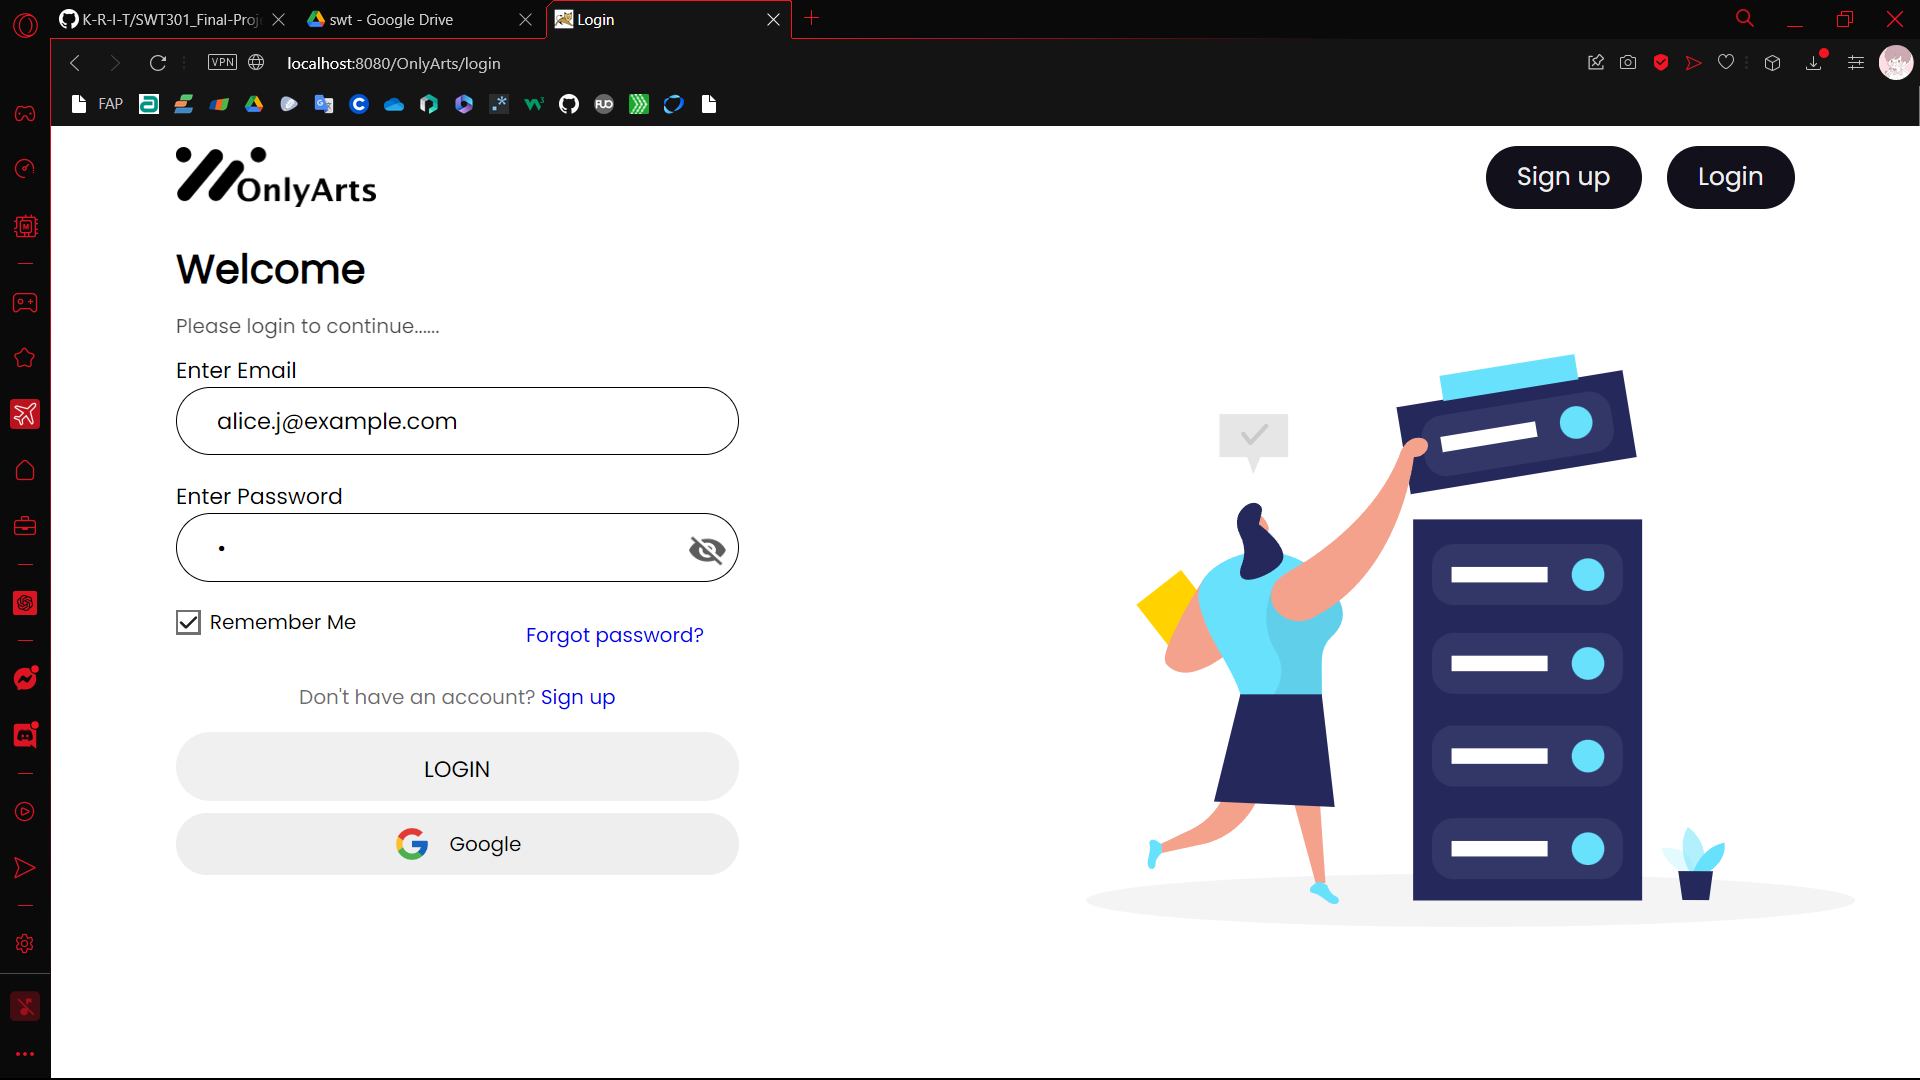 K-R-I-T/SWT301_Final-Proj
swt - Google Drive
Login
VPN
localhost:8080/OnlyArts/login
FAP
OnlyArts
Sign up
Login
Welcome
Please login to continue......
Enter Email
alice.j@example.com
Enter Password
Remember Me
Forgot password?
Don't have an account? Sign up
LOGIN
Google